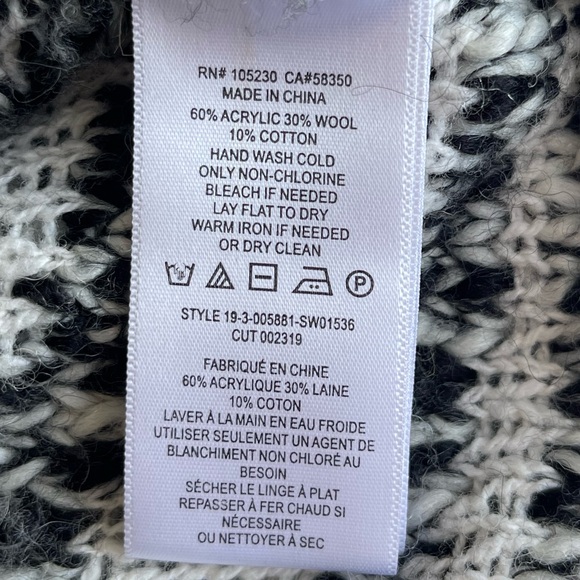 RN# 105230 CA#58350
MADE IN CHINA
60% ACRYLIC 30% WOOL
10% COTTON
HAND WASH COLD
ONLY NON-CHLORINE
BLEACH IF NEEDED
LAY FLAT TO DRY
WARM IRON IF NEEDED
OR DRY CLEAN
P
STYLE 19-3-005881-SW01536
CUT 002319
FABRIQUÉ EN CHINE
60% ACRYLIQUE 30% LAINE
10% COTON
LAVER À LA MAIN EN EAU FROIDE
UTILISER SEULEMENT UN AGENT DE
BLANCHIMENT NON CHLORÉ AU
BESOIN
SÉCHER LE LINGE À PLAT
REPASSER À FER CHAUD SI
NÉCESSAIRE
OU NETTOYER À SEC